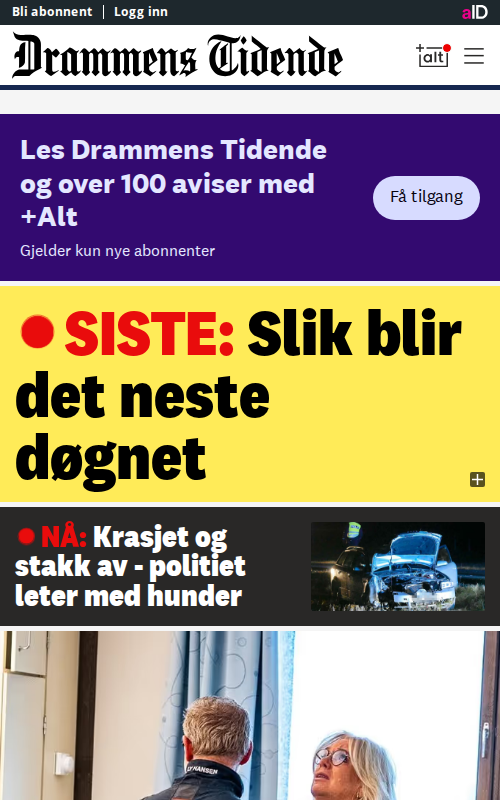 Bli abonnent Logg inn aID
Drammens Tidende +alt
Les Drammens Tidende
og over 100 aviser med
+Alt
Få tilgang
Gjelder kun nye abonnenter
SISTE: Slik blir
det neste
døgnet
NÅ: Krasjet og
stakk av - politiet
leter med hunder